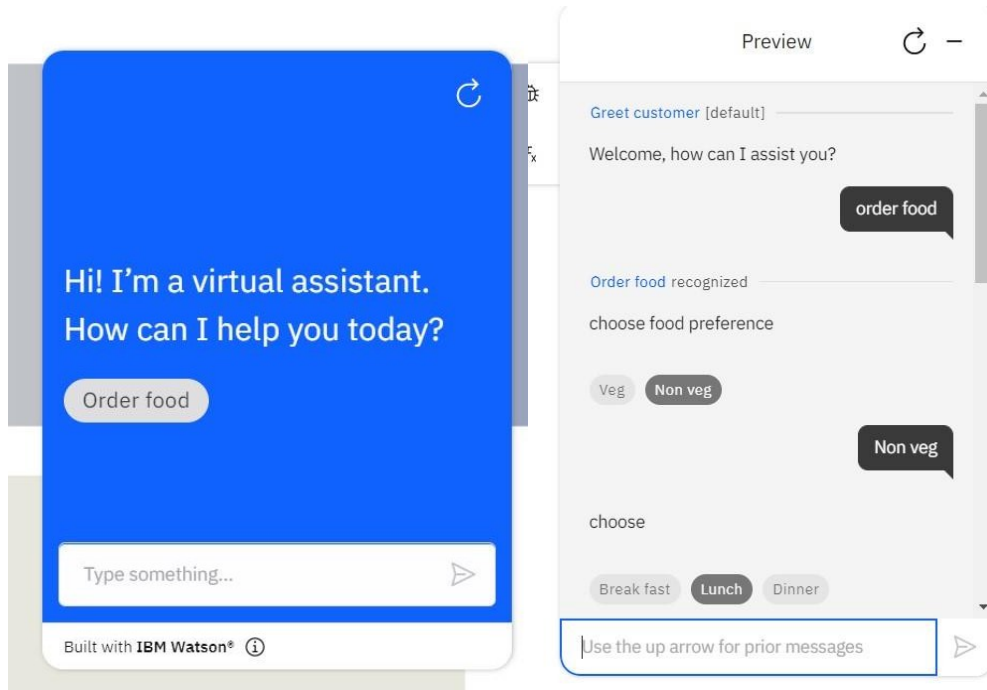 Hi! I’m a virtual assistant.
How can I help you today?
Order food
Type something...
Built with IBM Watson® i
Preview
Greet customer [default]
Welcome, how can I assist you?
order food
Order food recognized
choose food preference
Veg Non veg
Non veg
choose
Break fast Lunch Dinner
Use the up arrow for prior messages